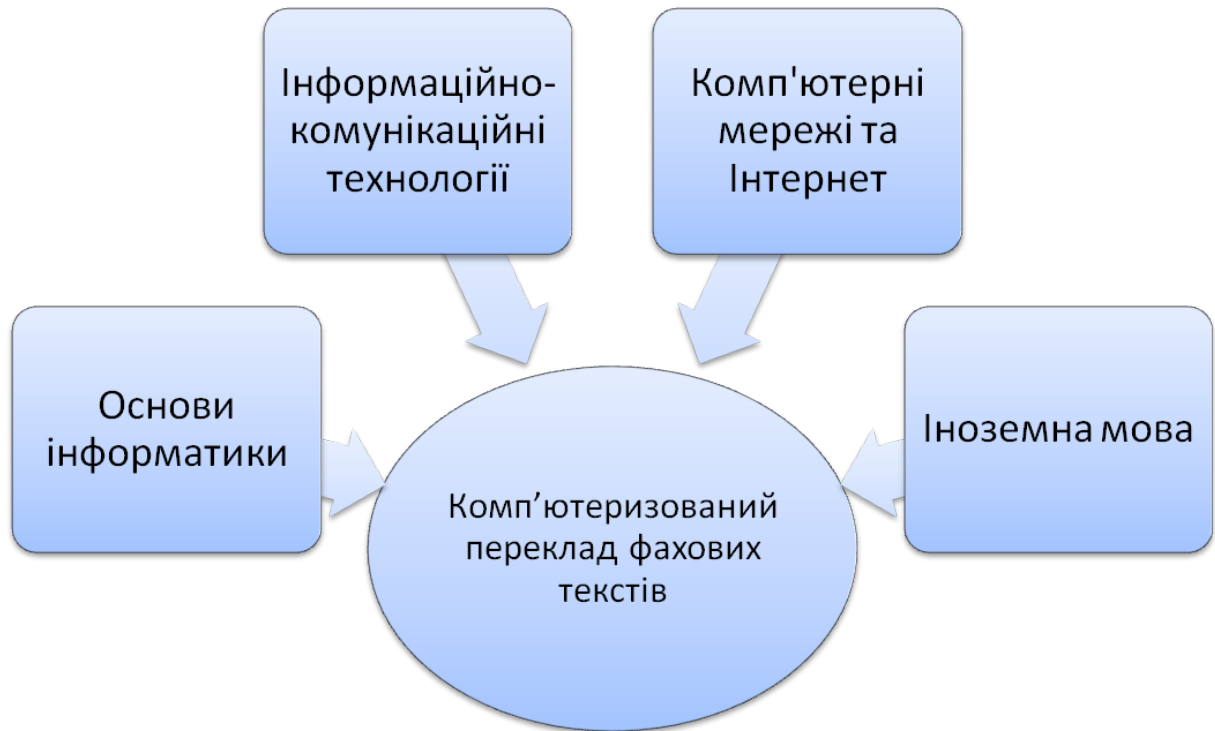 Інформаційно-
комунікаційні
технології
Комп'ютерні
мережі та
Інтернет
Основи
інформатики
Іноземна мова
Комп’ютеризований
переклад фахових
текстів